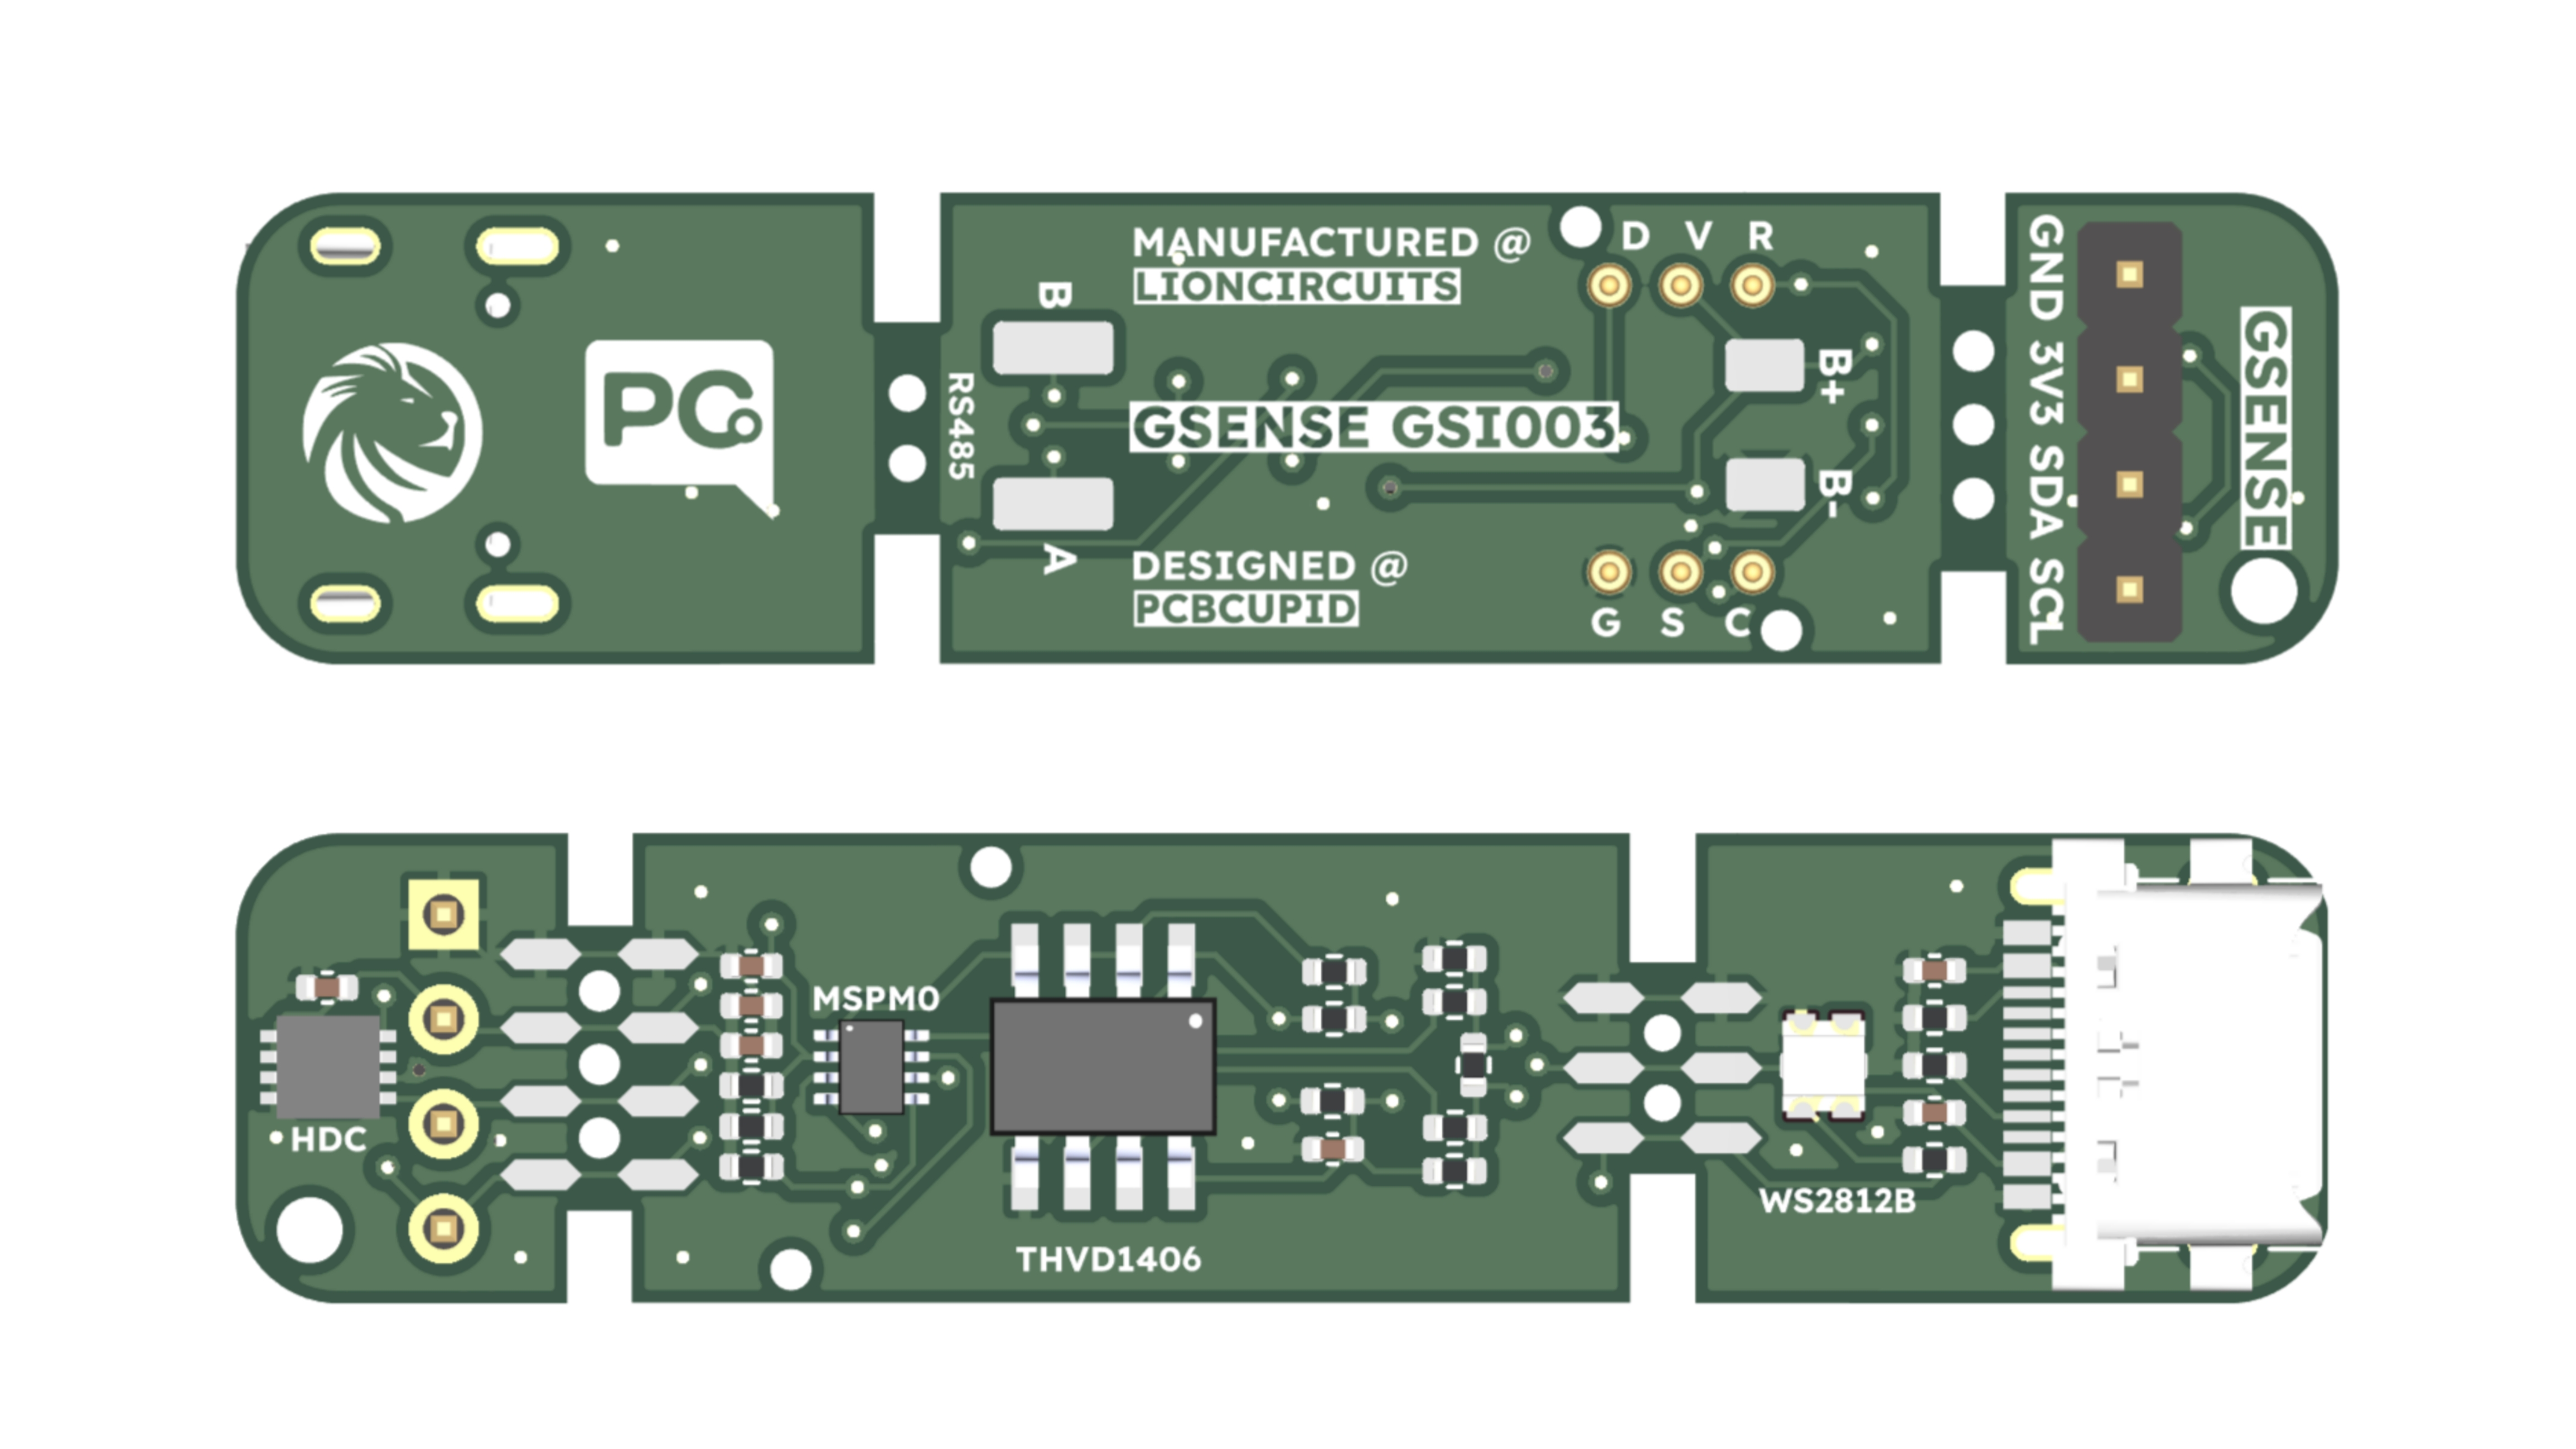 PC
RS485
B
A
MANUFACTURED @
LIONCIRCUITS
GSENSE GSI003
DESIGNED @
PCBCUPID
D V R
B+
B-
G S C
GND 3V3 SDA SCL
GSENSE
HDC
MSPM0
THVD1406
WS2812B